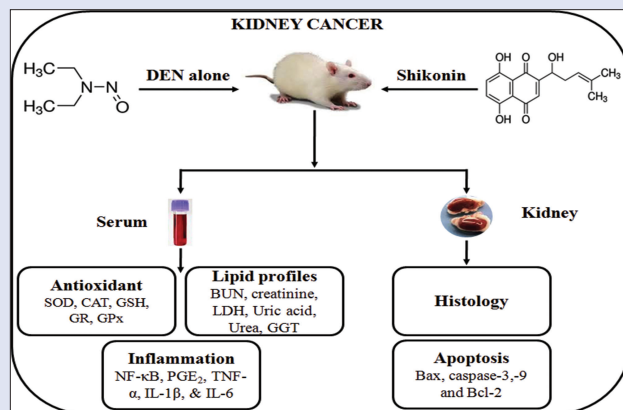 KIDNEY CANCER
H₃C
N
N
O
H₃C
DEN alone
Shikonin
OH
O
OH
CH₃
CH₃
OH
O
Serum
Kidney
Antioxidant
SOD, CAT, GSH,
GR, GPx
Lipid profiles
BUN, creatinine,
LDH, Uric acid,
Urea, GGT
Histology
Inflammation
NF-κB, PGE₂, TNF-
α, IL-1β, & IL-6
Apoptosis
Bax, caspase-3,-9
and Bcl-2